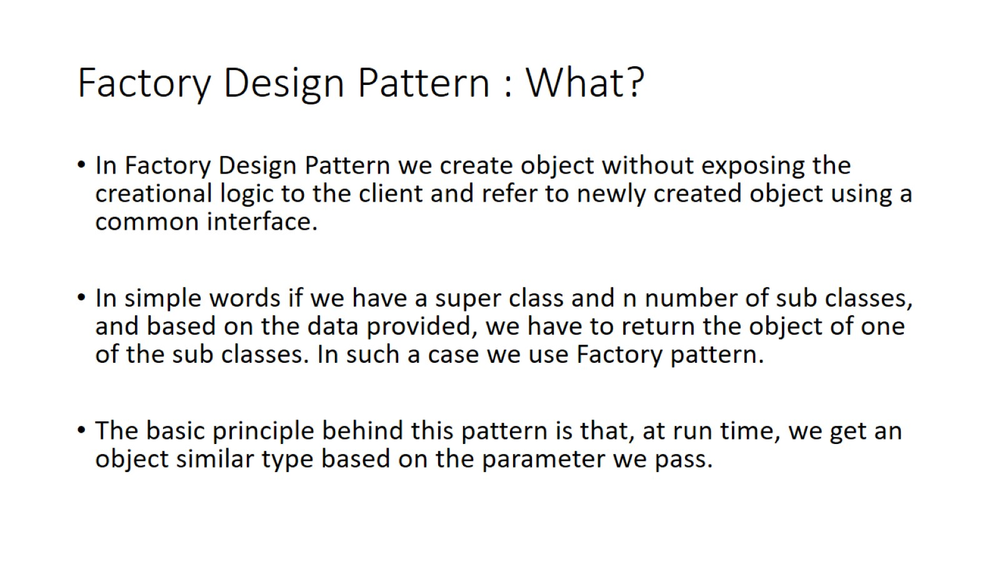 Factory Design Pattern : What?
• In Factory Design Pattern we create object without exposing the
creational logic to the client and refer to newly created object using a
common interface.
• In simple words if we have a super class and n number of sub classes,
and based on the data provided, we have to return the object of one
of the sub classes. In such a case we use Factory pattern.
• The basic principle behind this pattern is that, at run time, we get an
object similar type based on the parameter we pass.